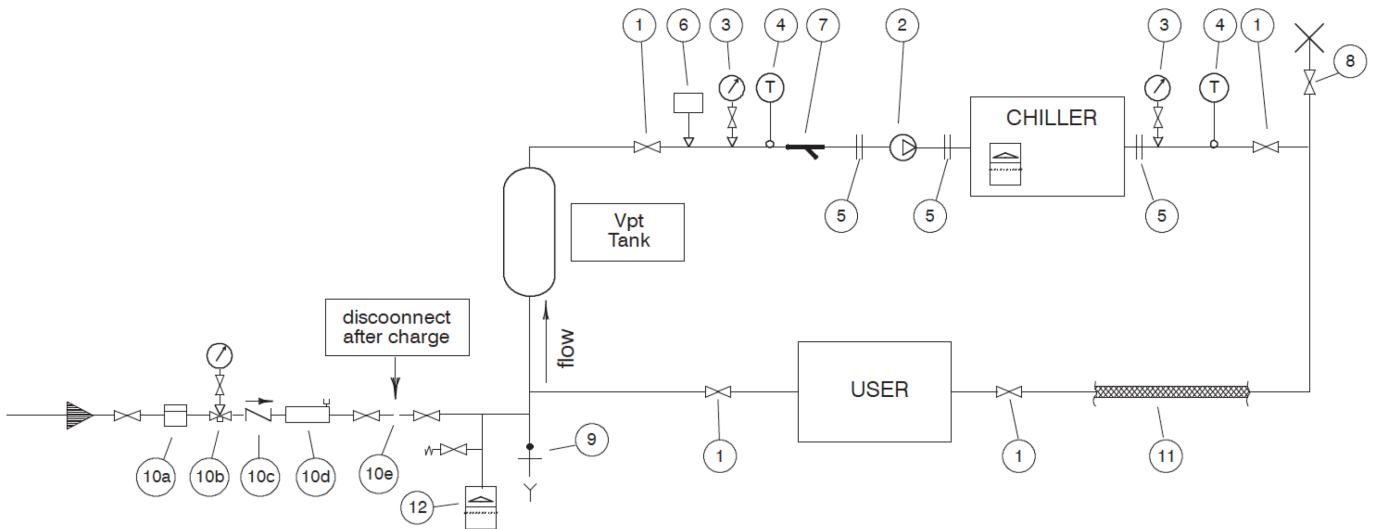 1 6 3 4 7 2 3 4 1 8
T T
CHILLER
5 5 5
Vpt
Tank
discoonnect
after charge
flow
USER
10a 10b 10c 10d 10e 9 1 1 11
12